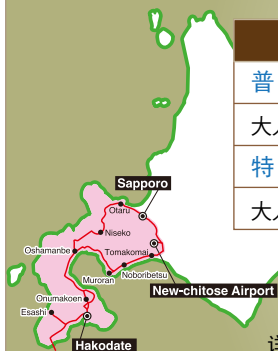 普
大人
特
大人
Sapporo
Otaru
Niseko
Oshamanbe
Tomakomai
Noboribetsu
Muroran
New-chitose Airport
Onumakoen
Esashi
Hakodate